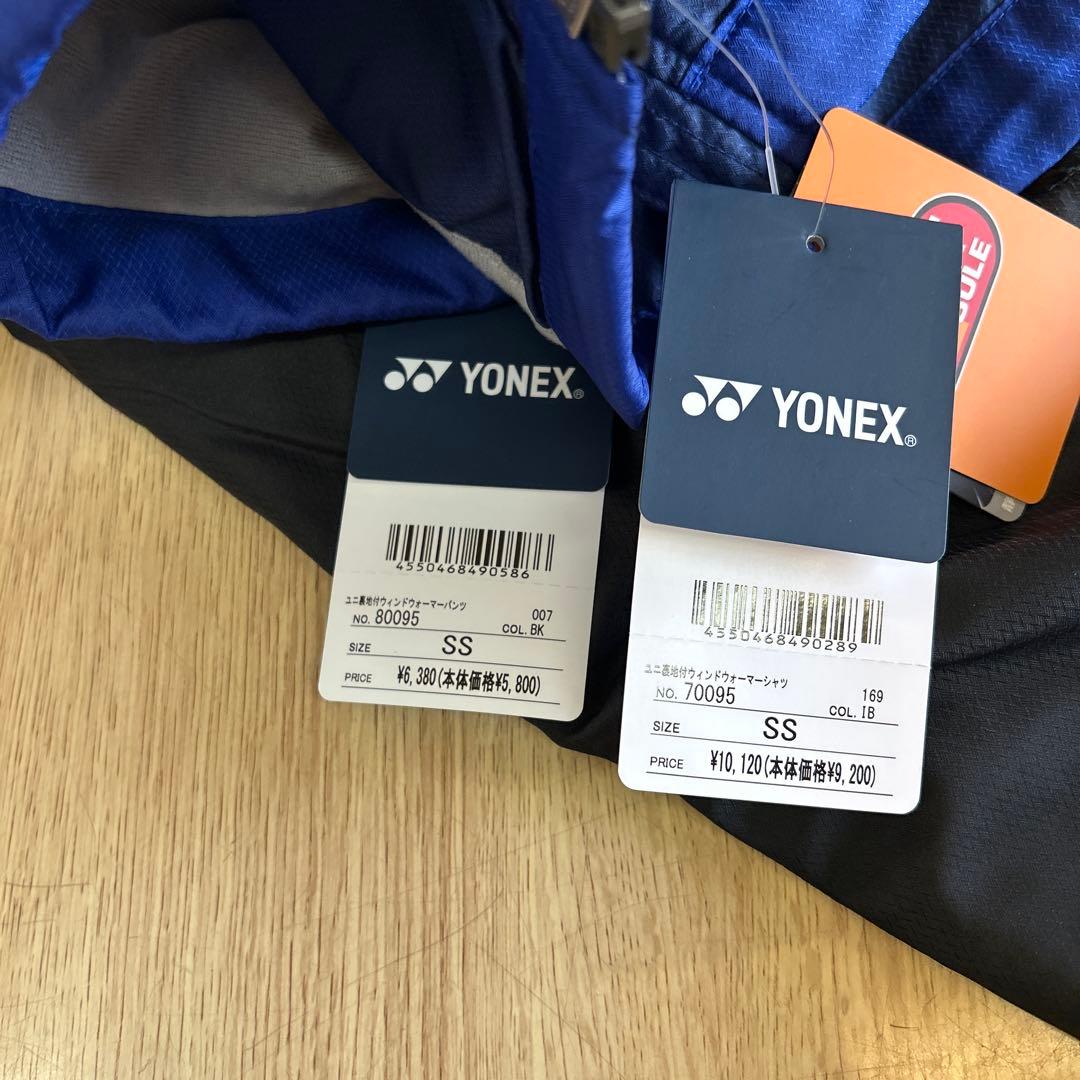 YONEX®
4550468490586
ユニ裏地付ウィンドウォーマーパンツ
NO. 80095
007
COL. BK
SIZE SS
PRICE ¥6,380(本体価格¥5,800)
YONEX®
4550468490289
ユニ裏地付ウィンドウォーマーシャツ
NO. 70095
169
COL. IB
SIZE SS
PRICE ¥10,120(本体価格¥9,200)